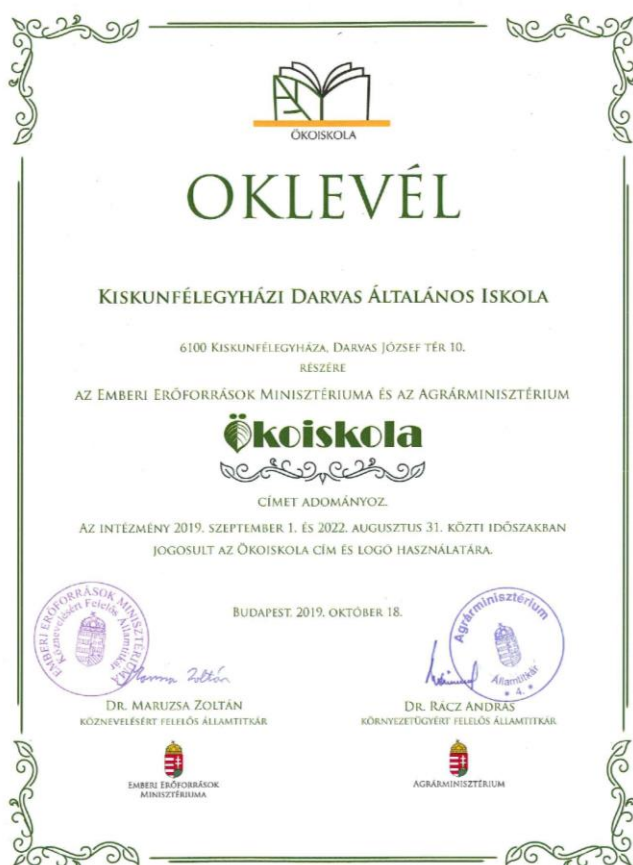 ÖKOISKOLA
OKLEVÉL
KISKUNFÉLEGYHÁZI DARVAS ÁLTALÁNOS ISKOLA
6100 KISKUNFÉLEGYHÁZA, DARVAS JÓZSEF TÉR 10.
RÉSZÉRE
AZ EMBERI ERŐFORRÁSOK MINISZTÉRIUMA ÉS AZ AGRÁRMINISZTÉRIUM
Ökoiskola
CÍMET ADOMÁNYOZ.
AZ INTÉZMÉNY 2019. SZEPTEMBER 1. ÉS 2022. AUGUSZTUS 31. KÖZTI IDŐSZAKBAN
JOGOSULT AZ ÖKOISKOLA CÍM ÉS LOGÓ HASZNÁLATÁRA.
BUDAPEST, 2019. OKTÓBER 18.
EMBERI ERŐFORRÁSOK MINISZTÉRIUMA
Köznevelésért Felelős Államtitkár
Agrárminisztérium
Államtitkár
* 4. *
Maruzsa Zoltán
DR. MARUZSA ZOLTÁN
KÖZNEVELÉSÉRT FELELŐS ÁLLAMTITKÁR
DR. RÁCZ ANDRÁS
KÖRNYEZETÜGYÉRT FELELŐS ÁLLAMTITKÁR
EMBERI ERŐFORRÁSOK
MINISZTÉRIUMA
AGRÁRMINISZTÉRIUM